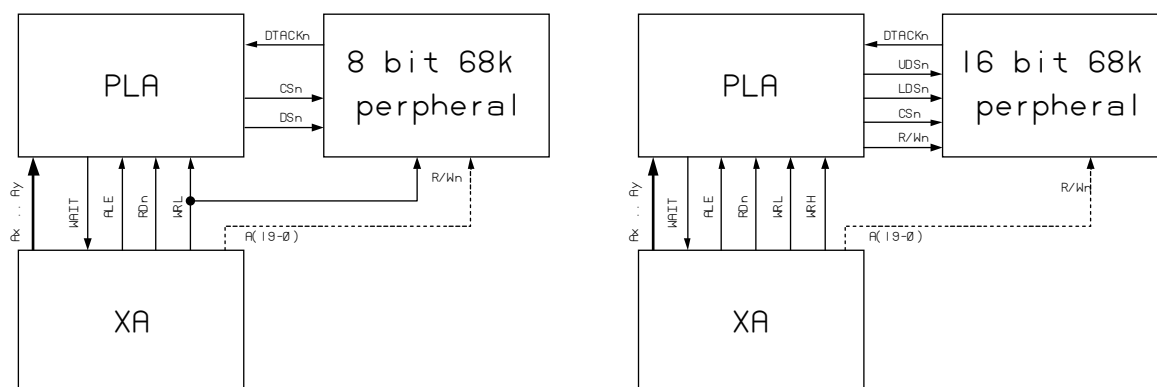 DTACKn
PLA
8 bit 68k
perpheral
CSn
DSn
R/Wn
Ax .. Ay
WAIT
ALE
RDn
WRL
A(19-0)
XA
DTACKn
PLA
16 bit 68k
perpheral
UDSn
LDSn
CSn
R/Wn
R/Wn
Ax .. Ay
WAIT
ALE
RDn
WRL
WRH
A(19-0)
XA